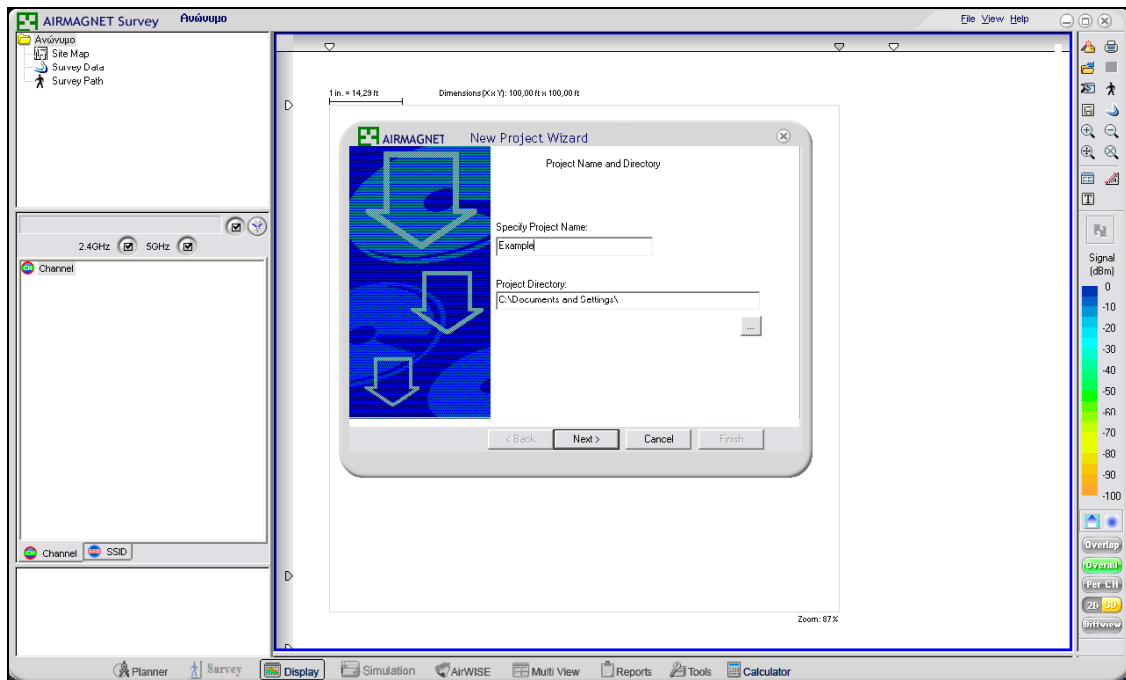 AIRMAGNET Survey Ανώνυμο
File View Help
Ανώνυμο
Site Map
Survey Data
Survey Path
1 in. = 14,29 ft
Dimensions(X x Y): 100,00 ft x 100,00 ft
AIRMAGNET New Project Wizard
Project Name and Directory
Specify Project Name:
Example
Project Directory:
C:\Documents and Settings\
...
< Back
Next >
Cancel
Finish
2.4GHz
5GHz
Channel
Channel
SSID
Zoom: 87%
Signal
(dBm)
0
-10
-20
-30
-40
-50
-60
-70
-80
-90
-100
Overlap
Overall
Per CH
2D 3D
Diffview
Planner
Survey
Display
Simulation
AirWISE
Multi View
Reports
Tools
Calculator